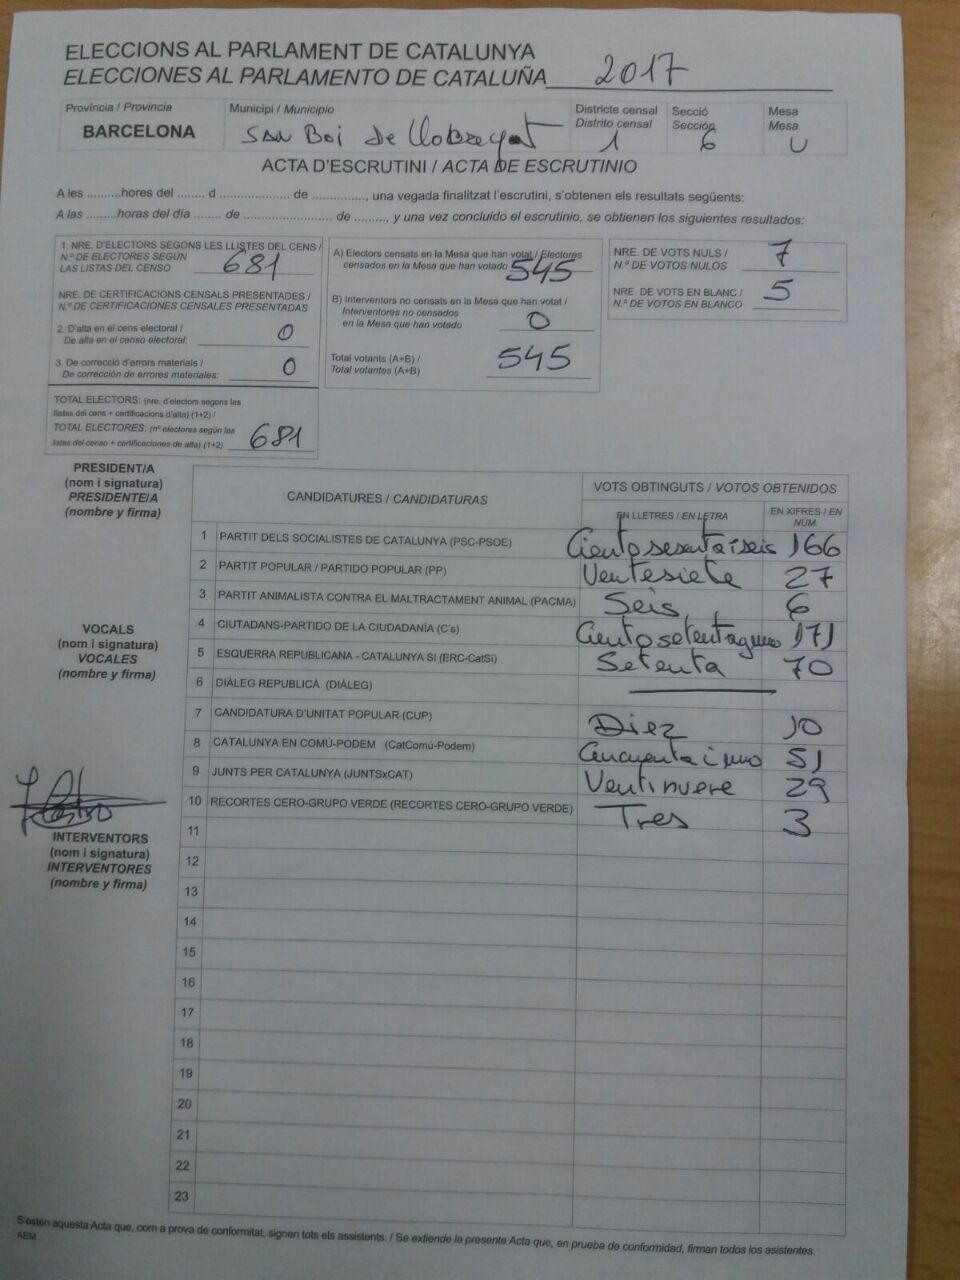 ELECCIONS AL PARLAMENT DE CATALUNYA
ELECCIONES AL PARLAMENTO DE CATALUÑA 2017
Província / Provincia Municipi / Municipio Districte censal Secció Mesa
Distrito censal Sección Mesa
BARCELONA San Boi de Llobregat 1 6 U
ACTA D'ESCRUTINI / ACTA DE ESCRUTINIO
A les ..........hores del ........ d ................... de ..............., una vegada finalitzat l'escrutini, s'obtenen els resultats següents:
A las .........horas del día ........ de ......................... de .........., y una vez concluido el escrutinio, se obtienen los siguientes resultados:
1. NRE. D'ELECTORS SEGONS LES LLISTES DEL CENS /
N.º DE ELECTORES SEGÚN
LAS LISTAS DEL CENSO 681
NRE. DE CERTIFICACIONS CENSALS PRESENTADES /
N.º DE CERTIFICACIONES CENSALES PRESENTADAS
2. D'alta en el cens electoral /
De alta en el censo electoral: 0
3. De correcció d'errors materials /
De corrección de errores materiales: 0
TOTAL ELECTORS: (nre. d'electors segons les
llistes del cens + certificacions d'alta) (1+2) /
TOTAL ELECTORES: (nº electores según las
listas del censo + certificaciones de alta) (1+2) 681
A) Electors censats en la Mesa que han votat / Electores
censados en la Mesa que han votado 545
B) Interventors no censats en la Mesa que han votat /
Interventores no censados
en la Mesa que han votado 0
Total votants (A+B) /
Total votantes (A+B) 545
NRE. DE VOTS NULS /
N.º DE VOTOS NULOS 7
NRE. DE VOTS EN BLANC /
N.º DE VOTOS EN BLANCO 5
PRESIDENT/A
(nom i signatura)
PRESIDENTE/A
(nombre y firma)
VOCALS
(nom i signatura)
VOCALES
(nombre y firma)
INTERVENTORS
(nom i signatura)
INTERVENTORES
(nombre y firma)
CANDIDATURES / CANDIDATURAS VOTS OBTINGUTS / VOTOS OBTENIDOS
EN LLETRES / EN LETRA EN XIFRES / EN NÚM.
1 PARTIT DELS SOCIALISTES DE CATALUNYA (PSC-PSOE) Cientosesentaiseis 166
2 PARTIT POPULAR / PARTIDO POPULAR (PP) Ventesiete 27
3 PARTIT ANIMALISTA CONTRA EL MALTRACTAMENT ANIMAL (PACMA) Seis 6
4 CIUTADANS-PARTIDO DE LA CIUDADANÍA (C's) 171
5 ESQUERRA REPUBLICANA - CATALUNYA SI (ERC-CatSí) Setenta 70
6 DIÀLEG REPUBLICÀ (DIÀLEG)
7 CANDIDATURA D'UNITAT POPULAR (CUP) Diez 10
8 CATALUNYA EN COMÚ-PODEM (CatComú-Podem) 51
9 JUNTS PER CATALUNYA (JUNTSxCAT) Ventinueve 29
10 RECORTES CERO-GRUPO VERDE (RECORTES CERO-GRUPO VERDE) Tres 3
11
12
13
14
15
16
17
18
19
20
21
22
23
S'estén aquesta Acta que, com a prova de conformitat, signen tots els assistents. / Se extiende la presente Acta que, en prueba de conformidad, firman todos los asistentes.
AEM